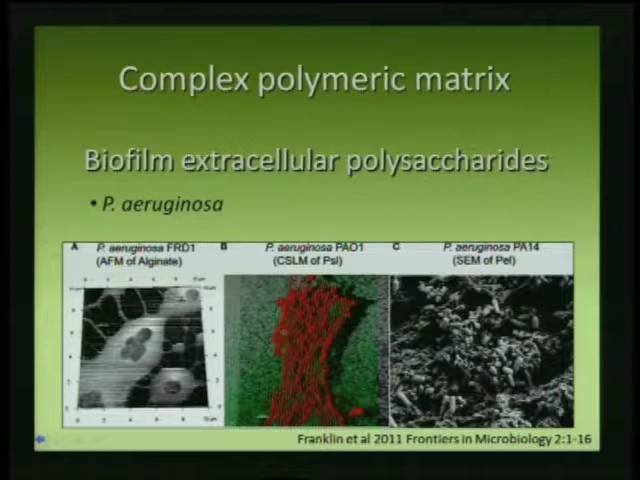 Complex polymeric matrix
Biofilm extracellular polysaccharides
• P. aeruginosa
A P. aeruginosa FRD1 B P. aeruginosa PAO1 C P. aeruginosa PA14
(AFM of Alginate) (CSLM of Psl) (SEM of Pel)
Franklin et al 2011 Frontiers in Microbiology 2:1-16